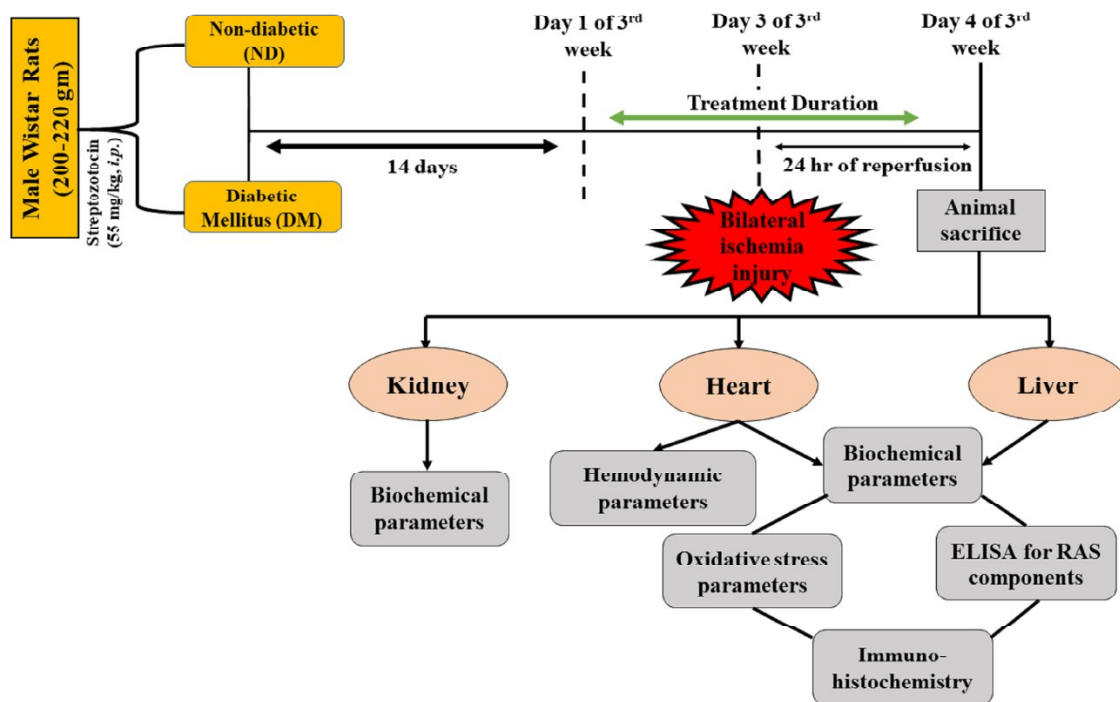 Male Wistar Rats
(200-220 gm)
Streptozotocin
(55 mg/kg, i.p.)
Non-diabetic
(ND)
Diabetic
Mellitus (DM)
14 days
Day 1 of 3rd
week
Day 3 of 3rd
week
Day 4 of 3rd
week
Treatment Duration
24 hr of reperfusion
Bilateral
ischemia
injury
Animal
sacrifice
Kidney
Heart
Liver
Biochemical
parameters
Hemodynamic
parameters
Biochemical
parameters
Oxidative stress
parameters
ELISA for RAS
components
Immuno-
histochemistry